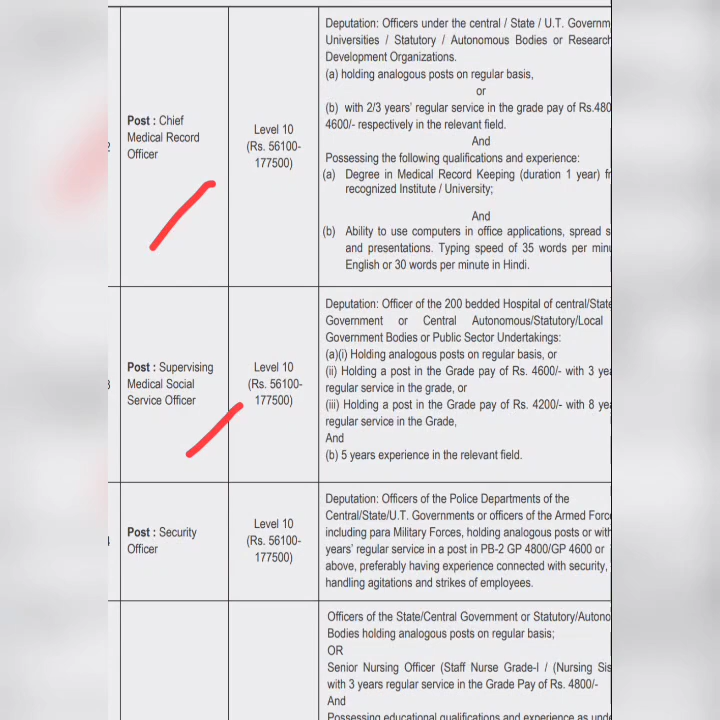 Deputation: Officers under the central / State / U.T. Governm
Universities / Statutory / Autonomous Bodies or Research
Development Organizations.
(a) holding analogous posts on regular basis,
or
(b) with 2/3 years' regular service in the grade pay of Rs.480
4600/- respectively in the relevant field.
And
Possessing the following qualifications and experience:
(a) Degree in Medical Record Keeping (duration 1 year) fr
recognized Institute / University;
And
(b) Ability to use computers in office applications, spread s
and presentations. Typing speed of 35 words per minu
English or 30 words per minute in Hindi.
2
Post : Chief
Medical Record
Officer
Level 10
(Rs. 56100-
177500)
3
Post : Supervising
Medical Social
Service Officer
Level 10
(Rs. 56100-
177500)
Deputation: Officer of the 200 bedded Hospital of central/State
Government or Central Autonomous/Statutory/Local
Government Bodies or Public Sector Undertakings:
(a)(i) Holding analogous posts on regular basis, or
(ii) Holding a post in the Grade pay of Rs. 4600/- with 3 yea
regular service in the grade, or
(iii) Holding a post in the Grade pay of Rs. 4200/- with 8 yea
regular service in the Grade,
And
(b) 5 years experience in the relevant field.
Post : Security
Officer
Level 10
(Rs. 56100-
177500)
Deputation: Officers of the Police Departments of the
Central/State/U.T. Governments or officers of the Armed Forc
including para Military Forces, holding analogous posts or with
years' regular service in a post in PB-2 GP 4800/GP 4600 or
above, preferably having experience connected with security,
handling agitations and strikes of employees.
Officers of the State/Central Government or Statutory/Autono
Bodies holding analogous posts on regular basis;
OR
Senior Nursing Officer (Staff Nurse Grade-I / (Nursing Sis
with 3 years regular service in the Grade Pay of Rs. 4800/-
And
Possessing educational qualifications and experience as unde